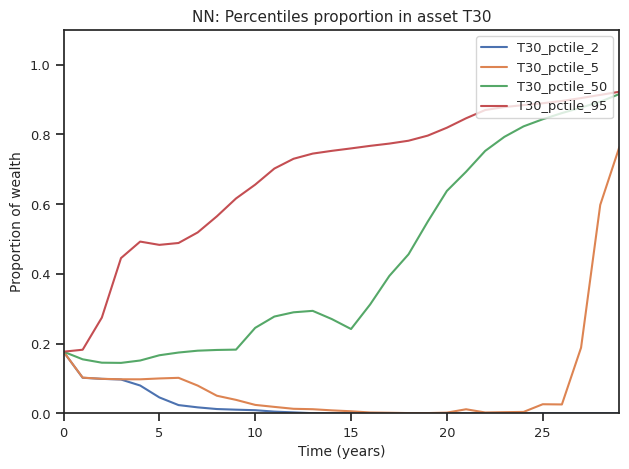 NN: Percentiles proportion in asset T30
T30_pctile_2
T30_pctile_5
T30_pctile_50
T30_pctile_95
Proportion of wealth
1.0
0.8
0.6
0.4
0.2
0.0
0
5
10
15
20
25
Time (years)